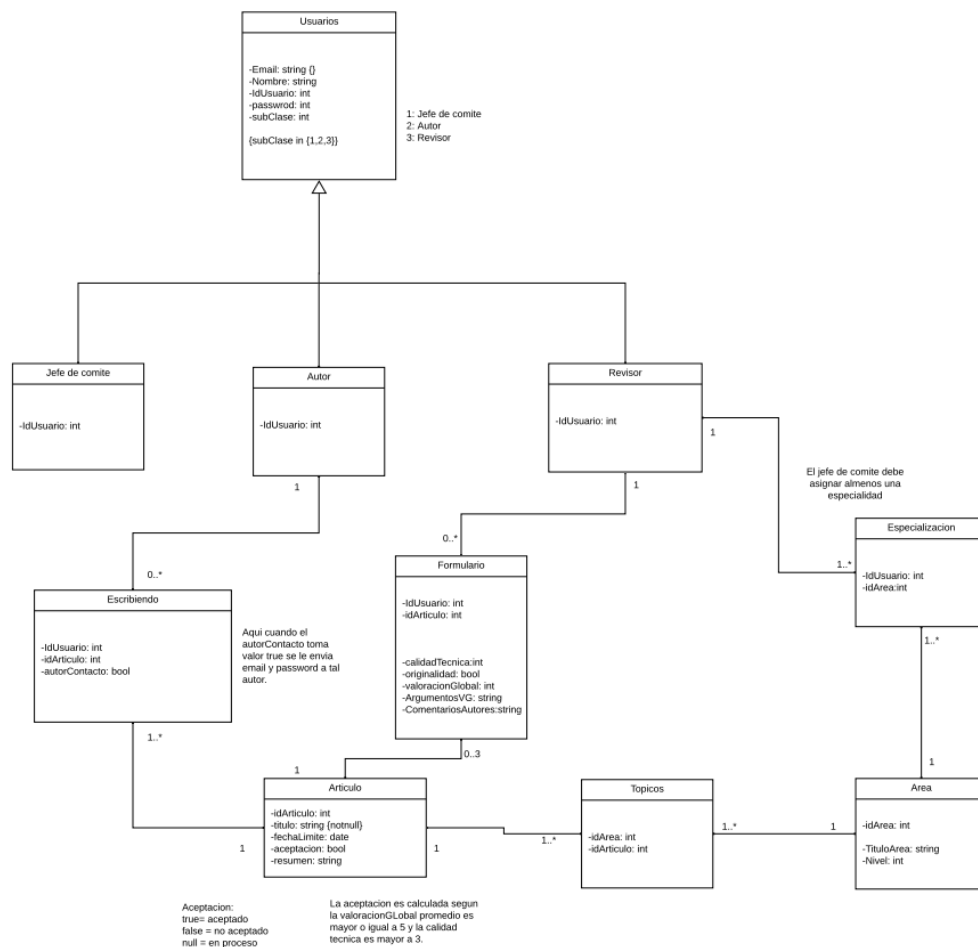 Usuarios
-Email: string {}
-Nombre: string
-IdUsuario: int
-passwrod: int
-subClase: int
{subClase in {1,2,3}}
1: Jefe de comite
2: Autor
3: Revisor
Jefe de comite
-IdUsuario: int
Autor
-IdUsuario: int
Revisor
-IdUsuario: int
1
1
1
El jefe de comite debe
asignar almenos una
especialidad
0..*
0..*
1..*
Especializacion
-IdUsuario: int
-idArea:int
1..*
Escribiendo
-IdUsuario: int
-idArticulo: int
-autorContacto: bool
1..*
Aqui cuando el
autorContacto toma
valor true se le envia
email y password a tal
autor.
Formulario
-IdUsuario: int
-idArticulo: int
-calidadTecnica:int
-originalidad: bool
-valoracionGlobal: int
-ArgumentosVG: string
-ComentariosAutores:string
0..3
1
1
Articulo
-idArticulo: int
-titulo: string {notnull}
-fechaLimite: date
-aceptacion: bool
-resumen: string
1
1
1..*
Topicos
-idArea: int
-idArticulo: int
1..*
1
Area
-idArea: int
-TituloArea: string
-Nivel: int
Aceptacion:
true= aceptado
false = no aceptado
null = en proceso
La aceptacion es calculada segun
la valoracionGLobal promedio es
mayor o igual a 5 y la calidad
tecnica es mayor a 3.